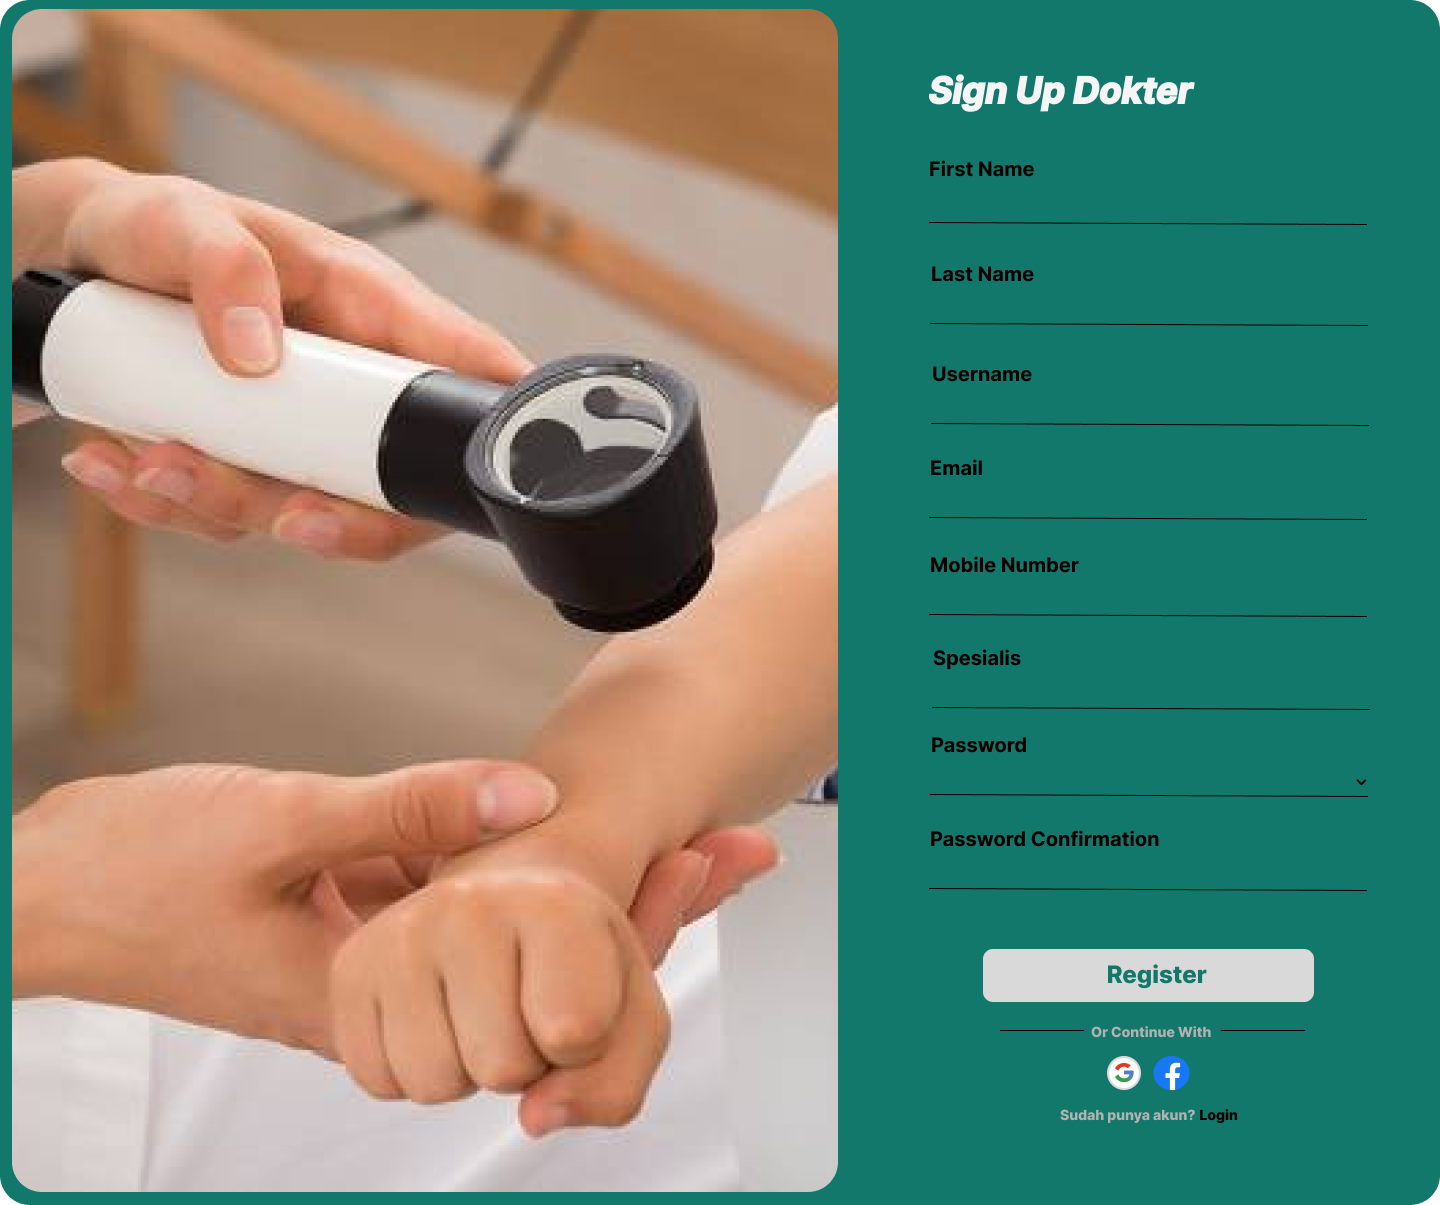 Sign Up Dokter
First Name
Last Name
Username
Email
Mobile Number
Spesialis
Password
Password Confirmation
Register
Or Continue With
Sudah punya akun? Login